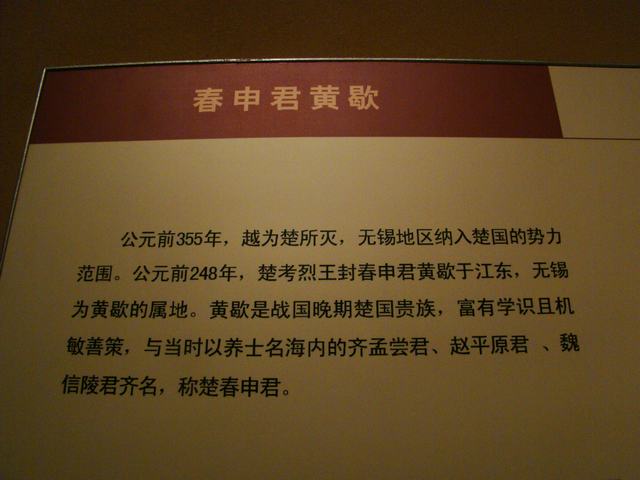 春申君黄歇
公元前355年，越为楚所灭，无锡地区纳入楚国的势力
范围。公元前248年，楚考烈王封春申君黄歇于江东，无锡
为黄歇的属地。黄歇是战国晚期楚国贵族，富有学识且机
敏善策，与当时以养士名海内的齐孟尝君、赵平原君 、魏
信陵君齐名，称楚春申君。